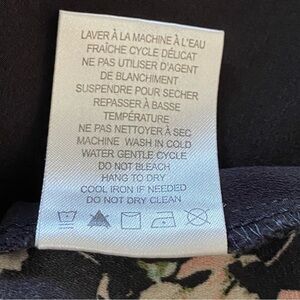 LAVER À LA MACHINE À L'EAU
FRAÎCHE CYCLE DÉLICAT
NE PAS UTILISER D'AGENT
DE BLANCHIMENT
SUSPENDRE POUR SECHER
REPASSER À BASSE
TEMPÉRATURE
NE PAS NETTOYER À SEC
MACHINE WASH IN COLD
WATER GENTLE CYCLE
DO NOT BLEACH
HANG TO DRY
COOL IRON IF NEEDED
DO NOT DRY CLEAN